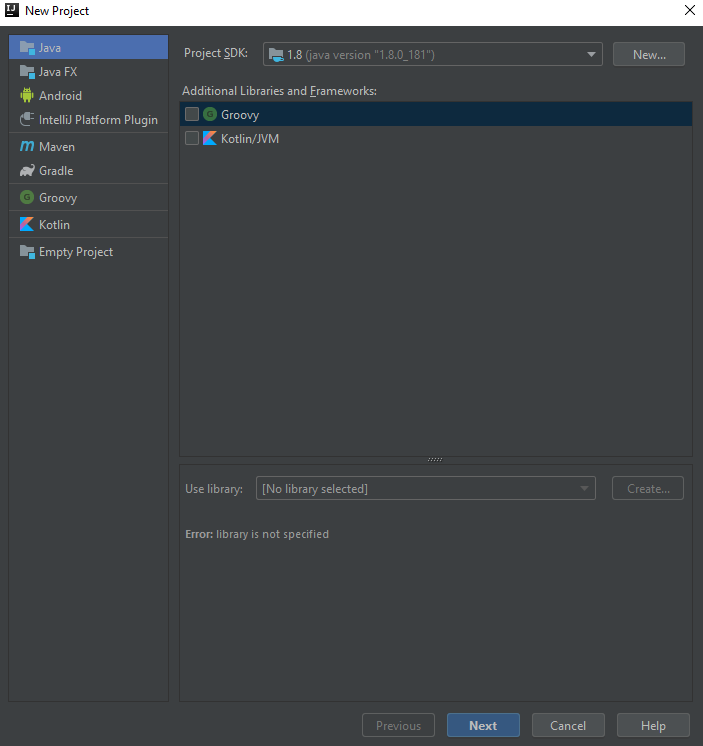 New Project
Java
Java FX
Android
IntelliJ Platform Plugin
Maven
Gradle
Groovy
Kotlin
Empty Project
Project SDK: 1.8 (java version "1.8.0_181") New...
Additional Libraries and Frameworks:
Groovy
Kotlin/JVM
Use library: [No library selected] Create...
Error: library is not specified
Previous Next Cancel Help